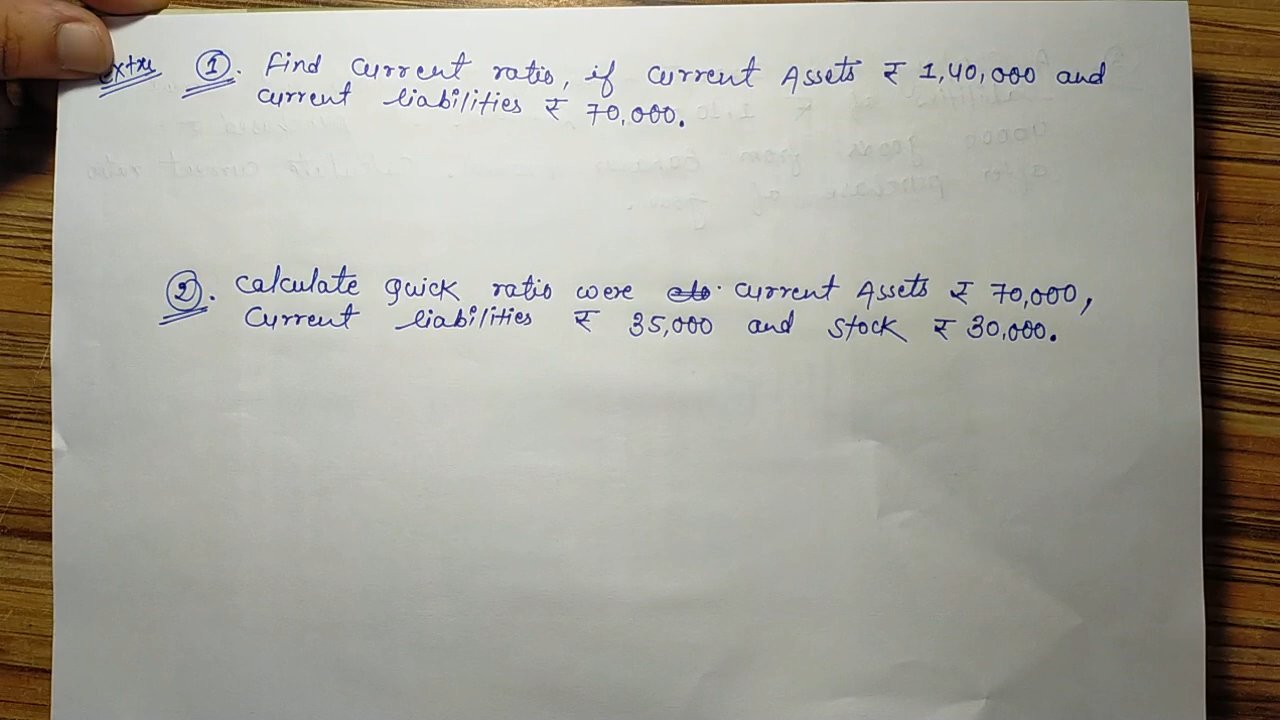 extra ①. Find current ratio, if current Assets ₹ 1,40,000 and
current liabilities ₹ 70,000.
②. Calculate quick ratio were current Assets ₹ 70,000,
Current liabilities ₹ 35,000 and stock ₹ 30,000.